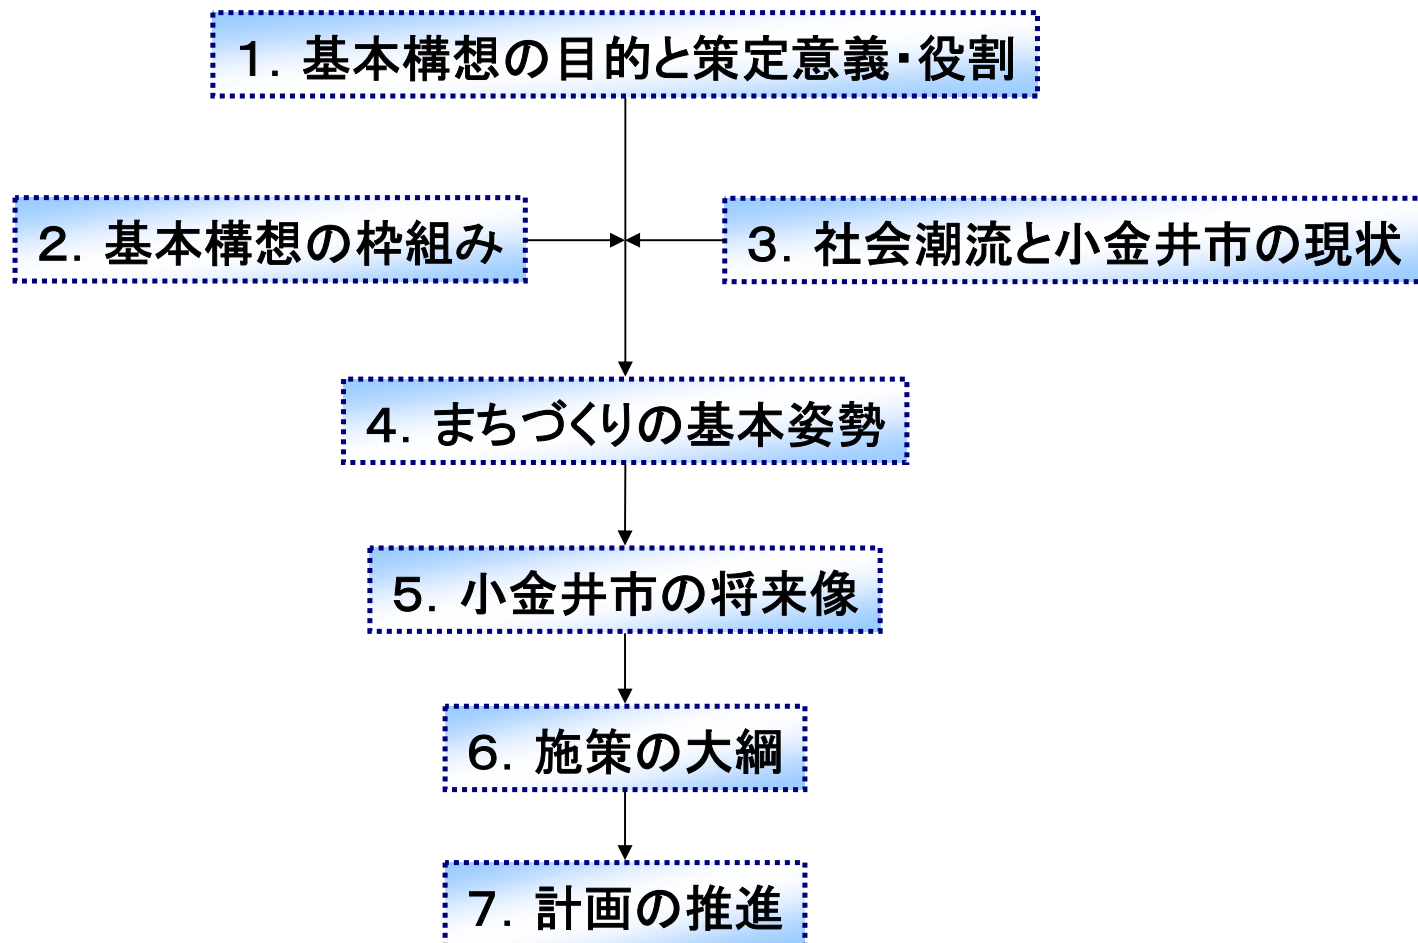 １．基本構想の目的と策定意義・役割
２．基本構想の枠組み
３．社会潮流と小金井市の現状
４．まちづくりの基本姿勢
５．小金井市の将来像
６．施策の大綱
７．計画の推進